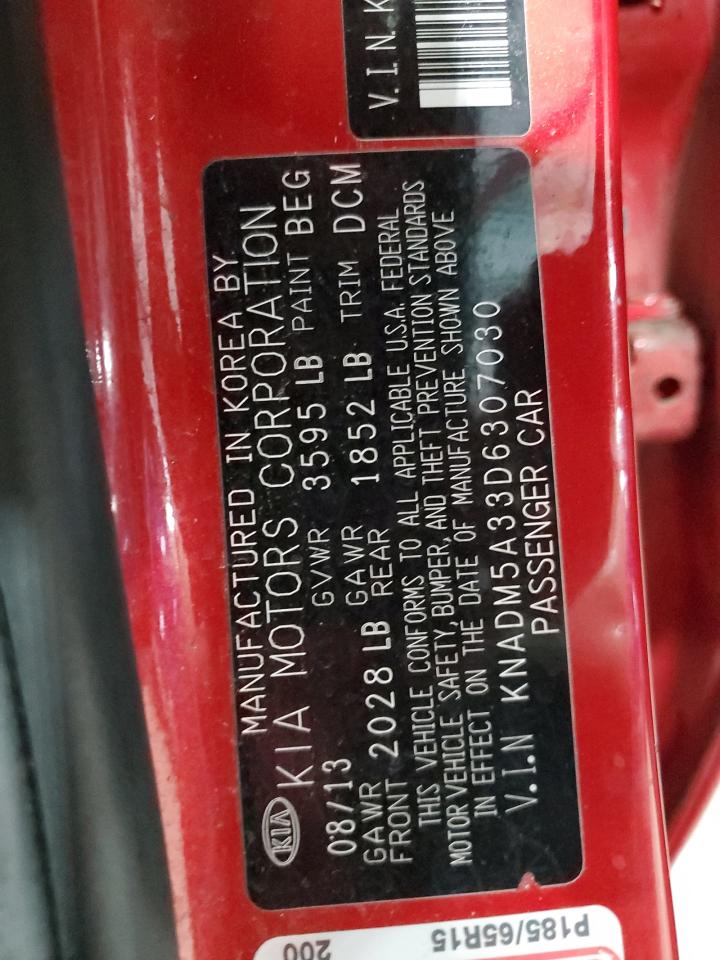 V.I.N. K
MANUFACTURED IN KOREA BY
KIA KIA MOTORS CORPORATION
08/13 GVWR 3595 LB PAINT BEG
GAWR FRONT 2028 LB GAWR REAR 1852 LB TRIM DCM
THIS VEHICLE CONFORMS TO ALL APPLICABLE U.S.A. FEDERAL
MOTOR VEHICLE SAFETY, BUMPER, AND THEFT PREVENTION STANDARDS
IN EFFECT ON THE DATE OF MANUFACTURE SHOWN ABOVE
V.I.N KNADM5A33D6307030
PASSENGER CAR
P185/65R15
200